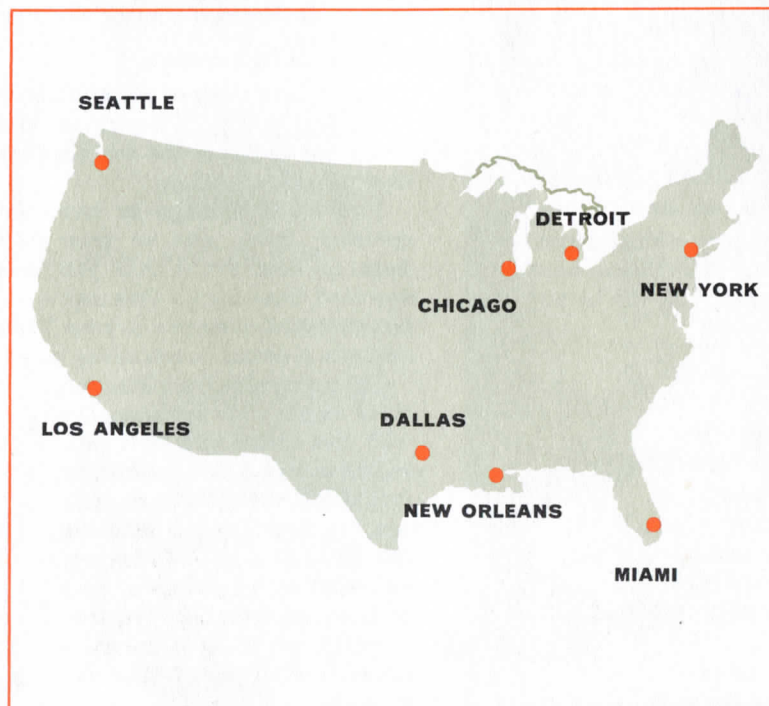 SEATTLE
DETROIT
NEW YORK
CHICAGO
DALLAS
LOS ANGELES
NEW ORLEANS
MIAMI